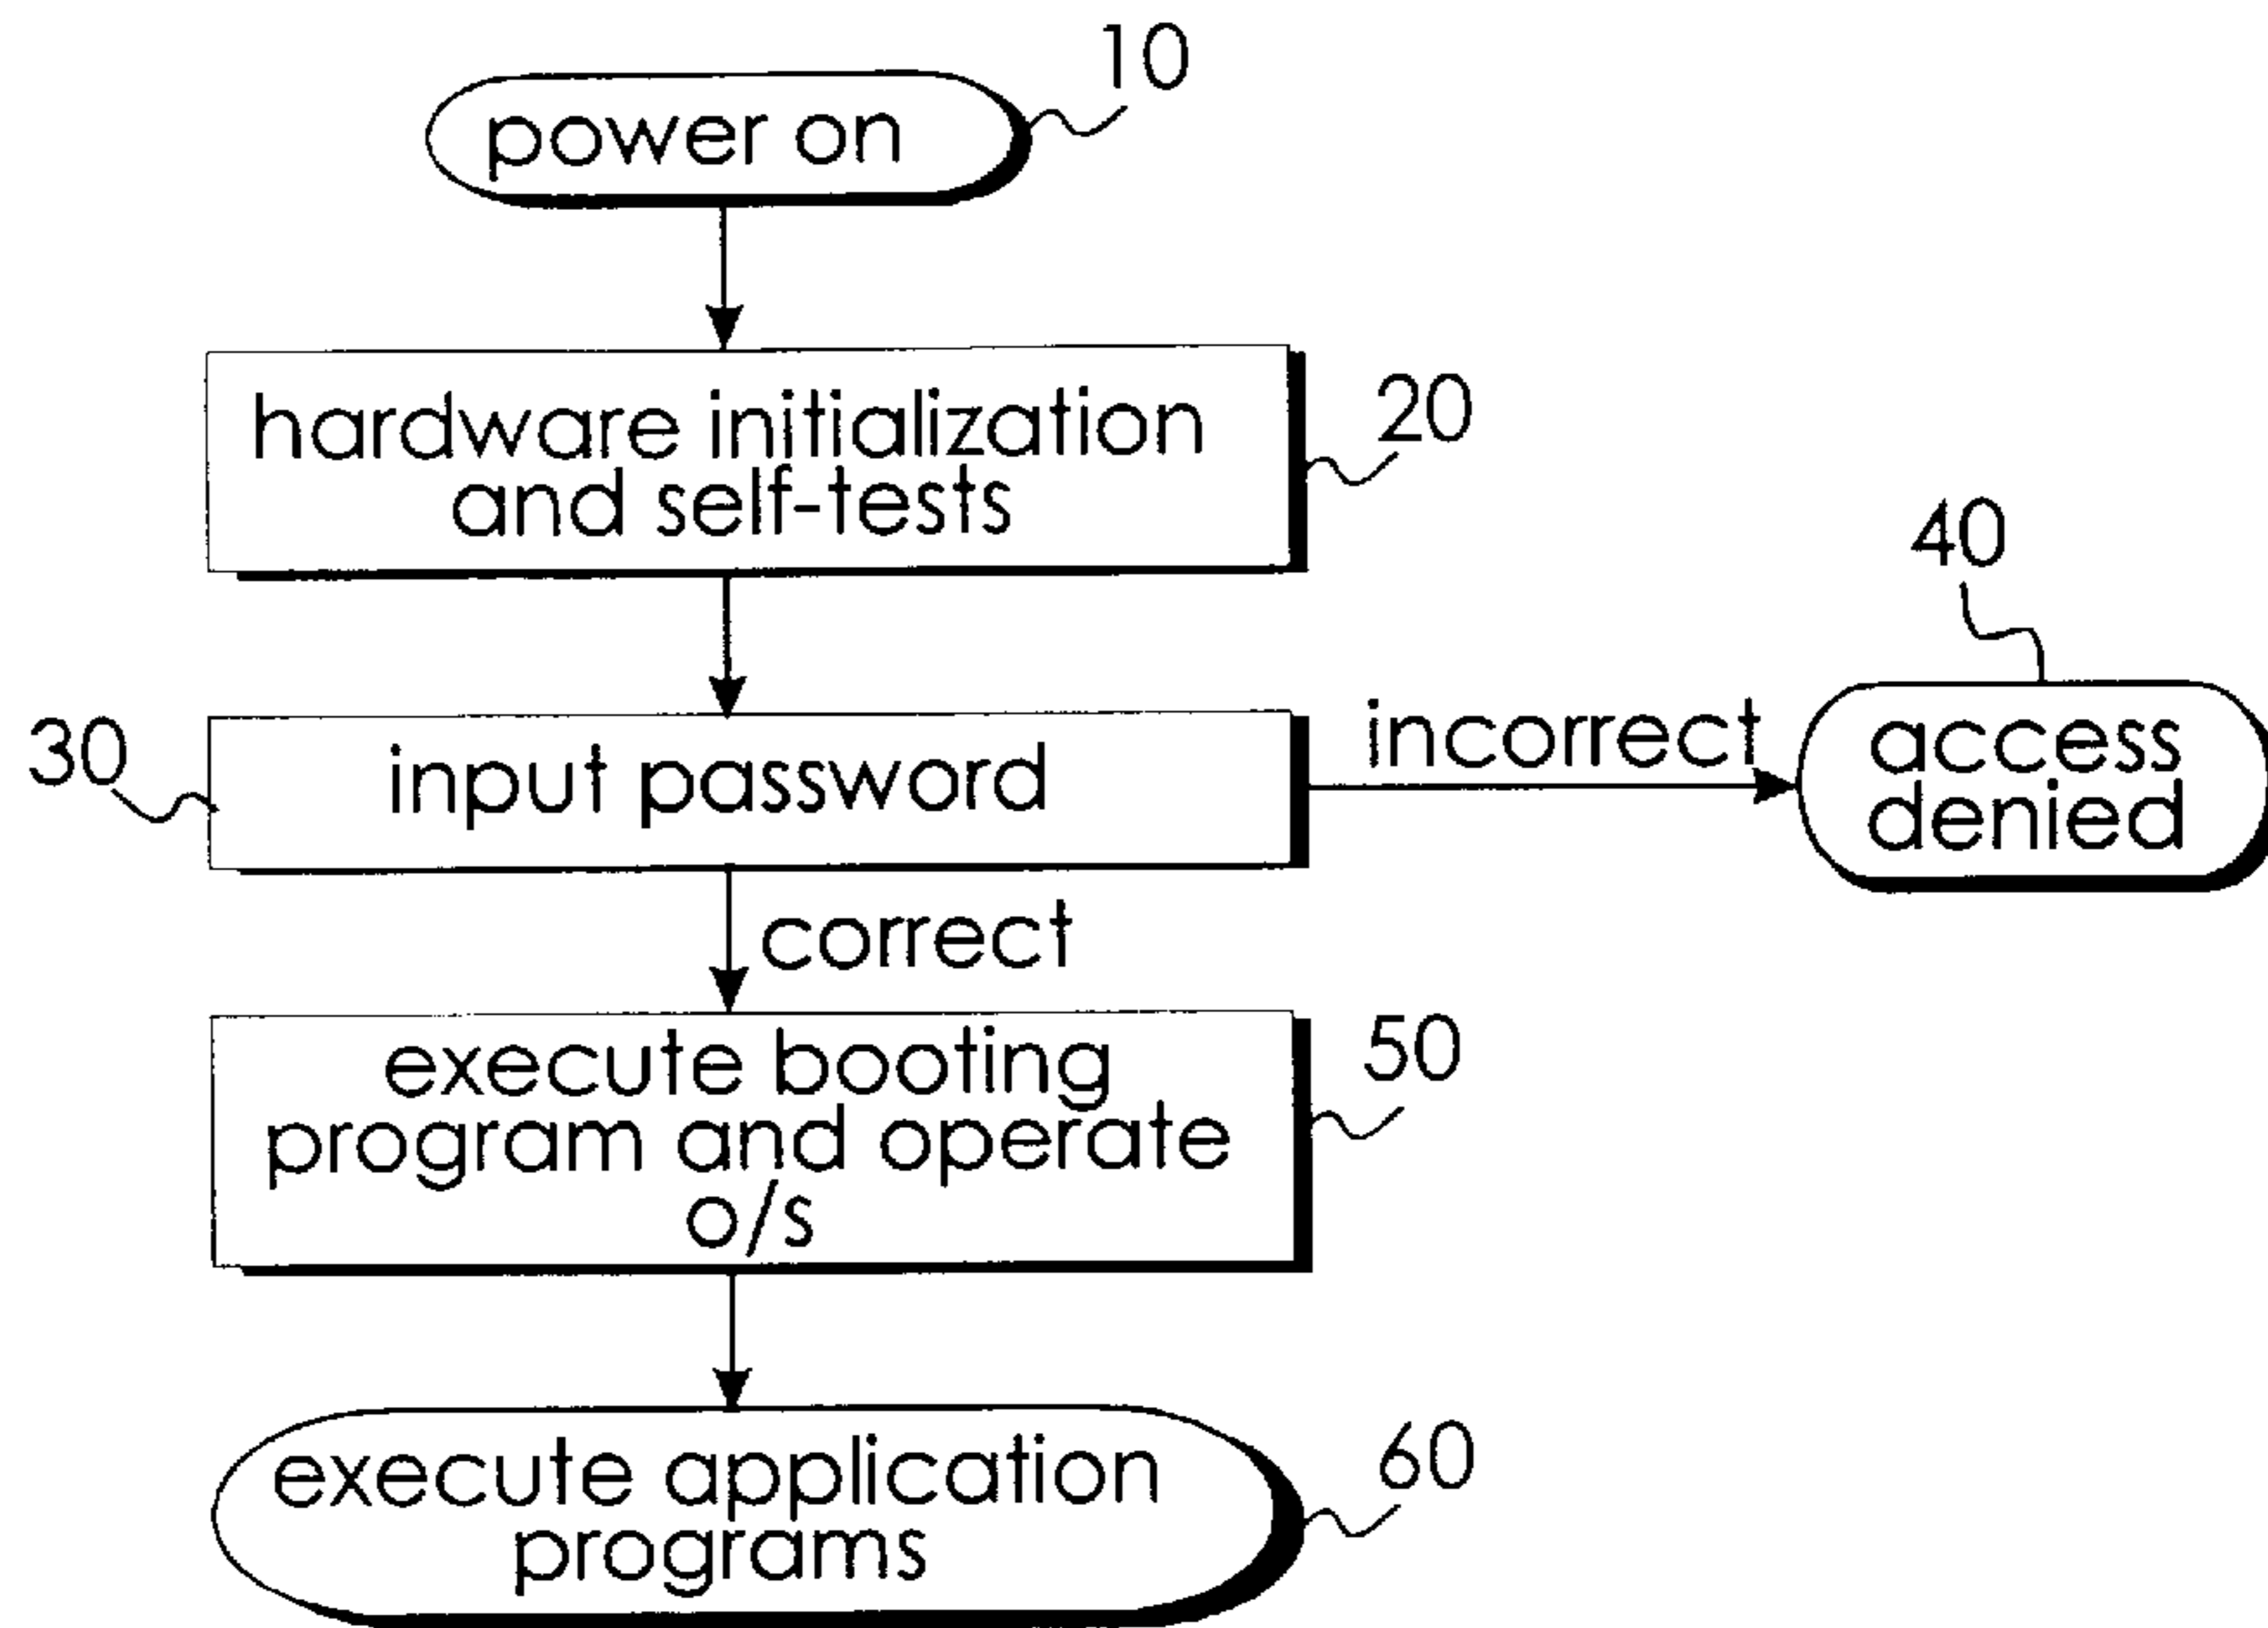 10
power on
hardware initialization
and self-tests
20
40
30
input password
incorrect
access
denied
correct
execute booting
program and operate
o/s
50
execute application
programs
60